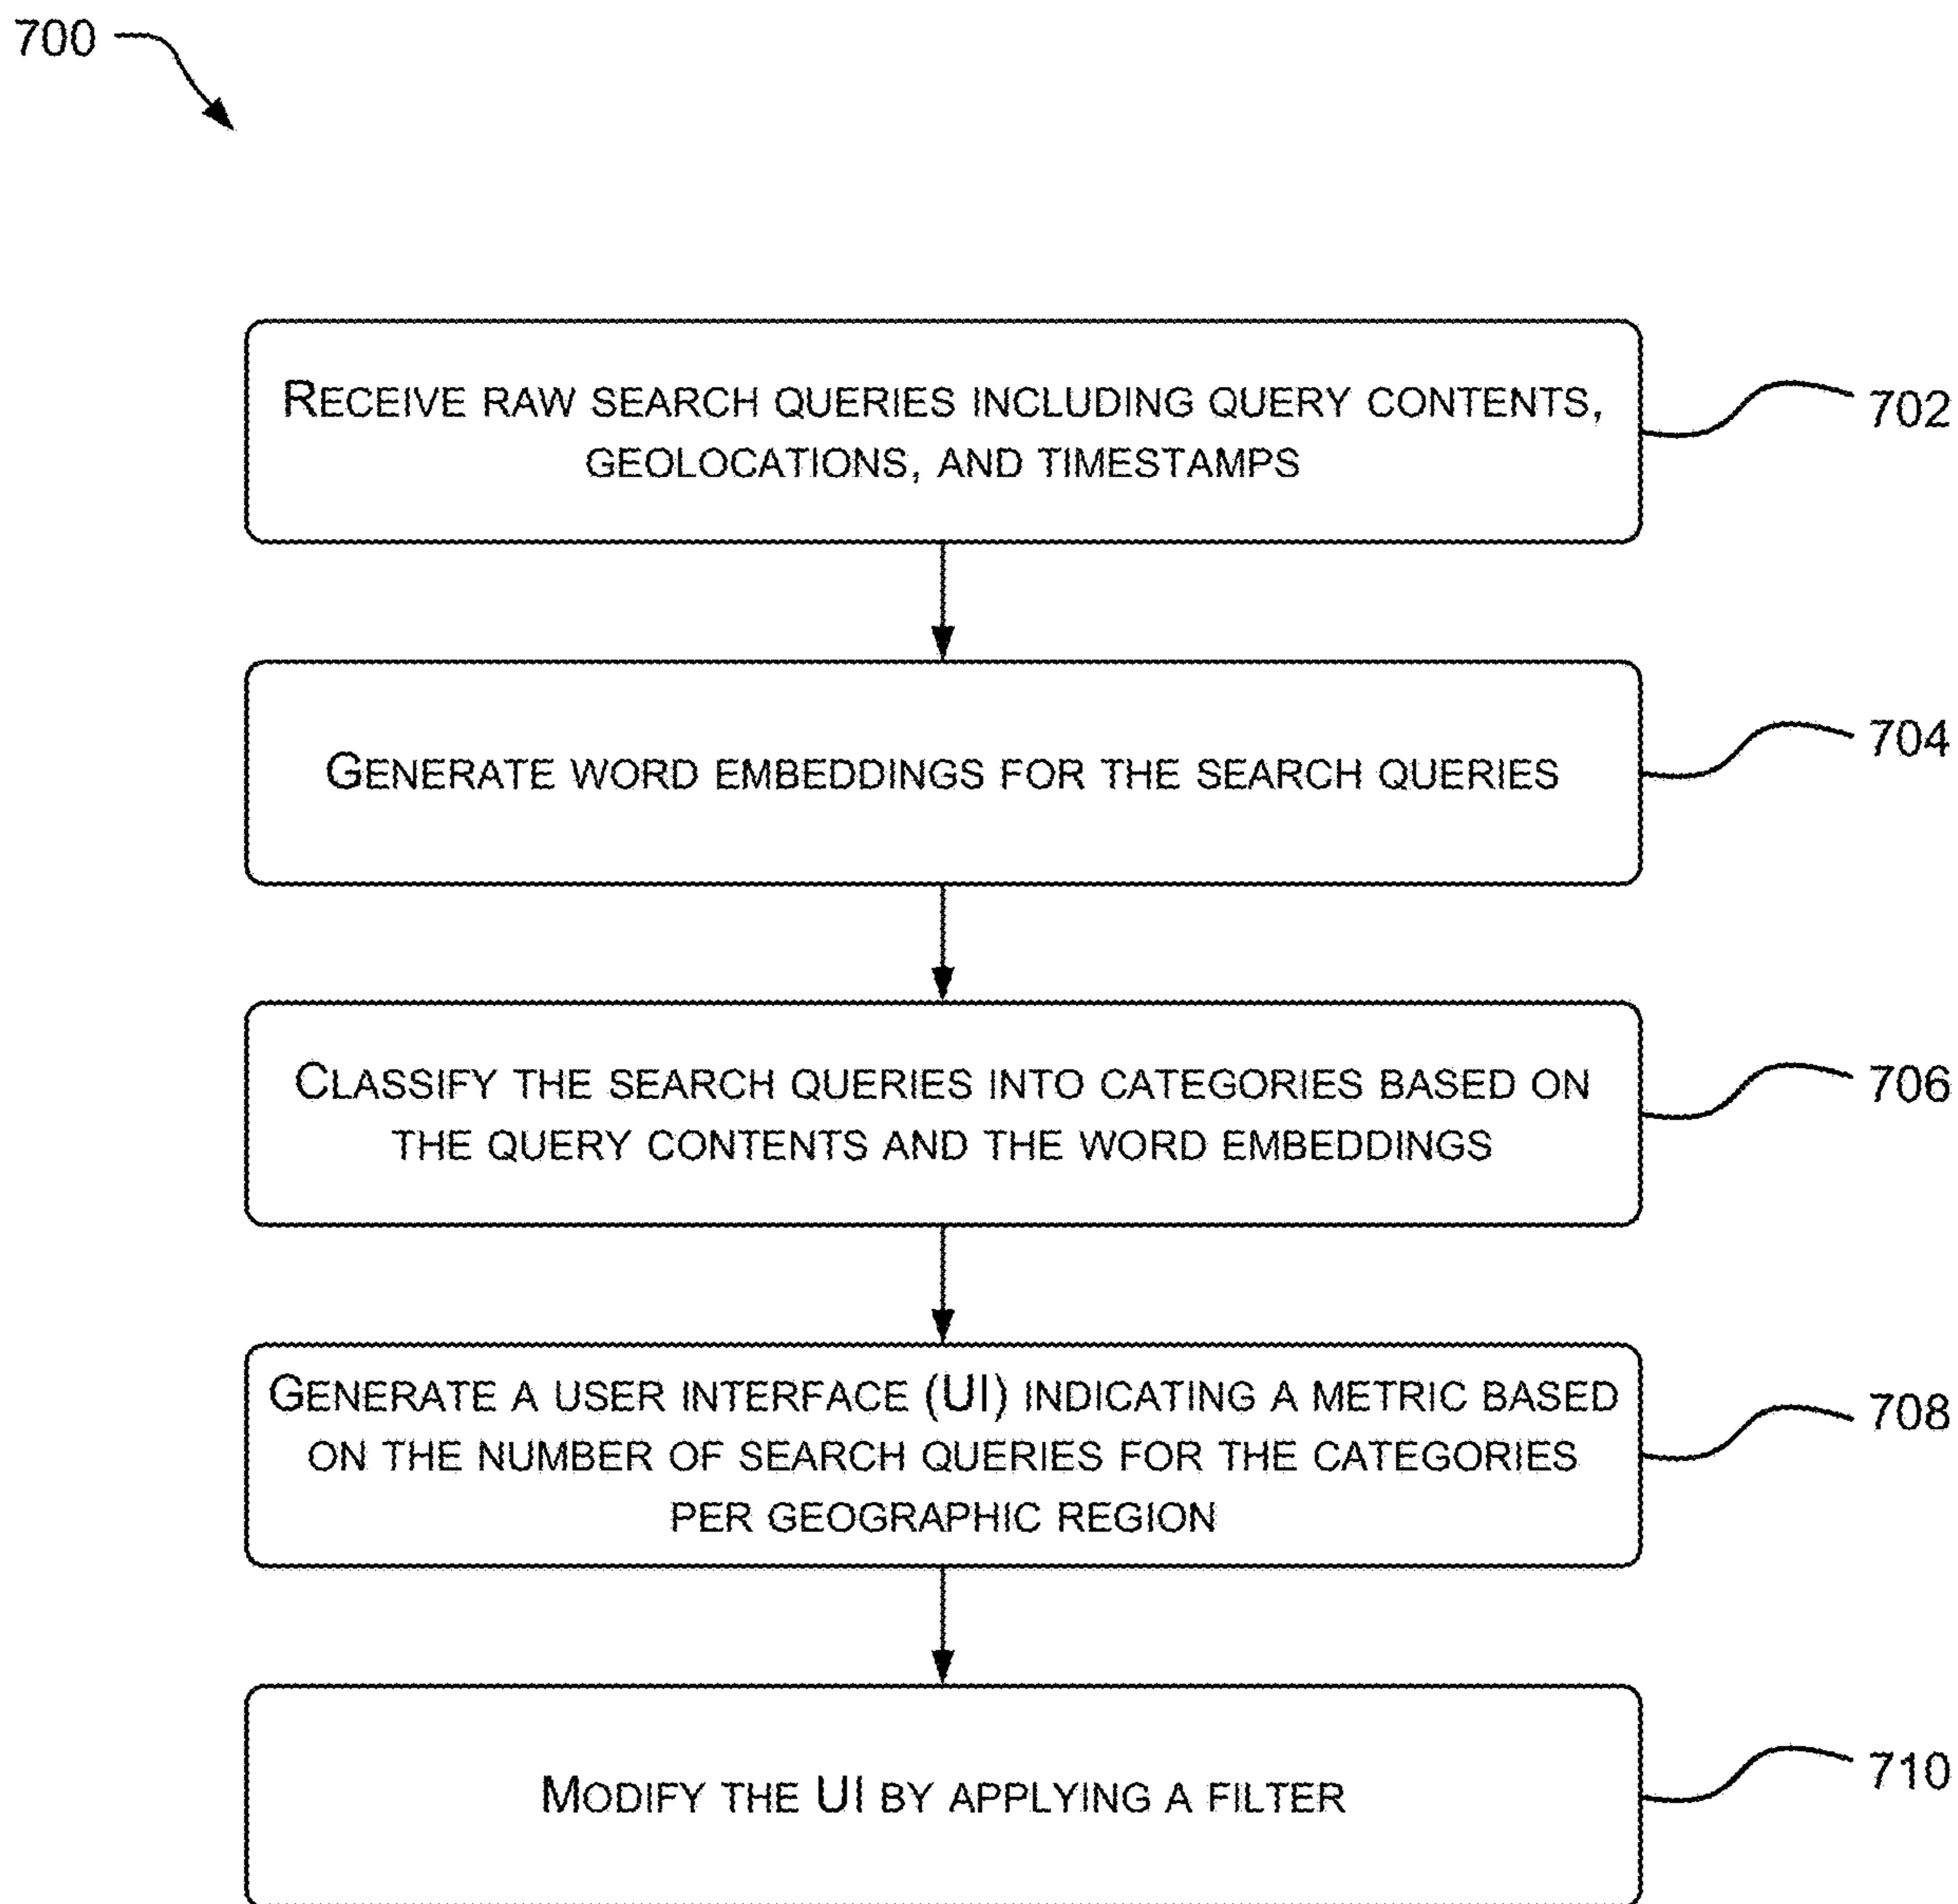 700
RECEIVE RAW SEARCH QUERIES INCLUDING QUERY CONTENTS,
GEOLOCATIONS, AND TIMESTAMPS
702
GENERATE WORD EMBEDDINGS FOR THE SEARCH QUERIES
704
CLASSIFY THE SEARCH QUERIES INTO CATEGORIES BASED ON
THE QUERY CONTENTS AND THE WORD EMBEDDINGS
706
GENERATE A USER INTERFACE (UI) INDICATING A METRIC BASED
ON THE NUMBER OF SEARCH QUERIES FOR THE CATEGORIES
PER GEOGRAPHIC REGION
708
MODIFY THE UI BY APPLYING A FILTER
710